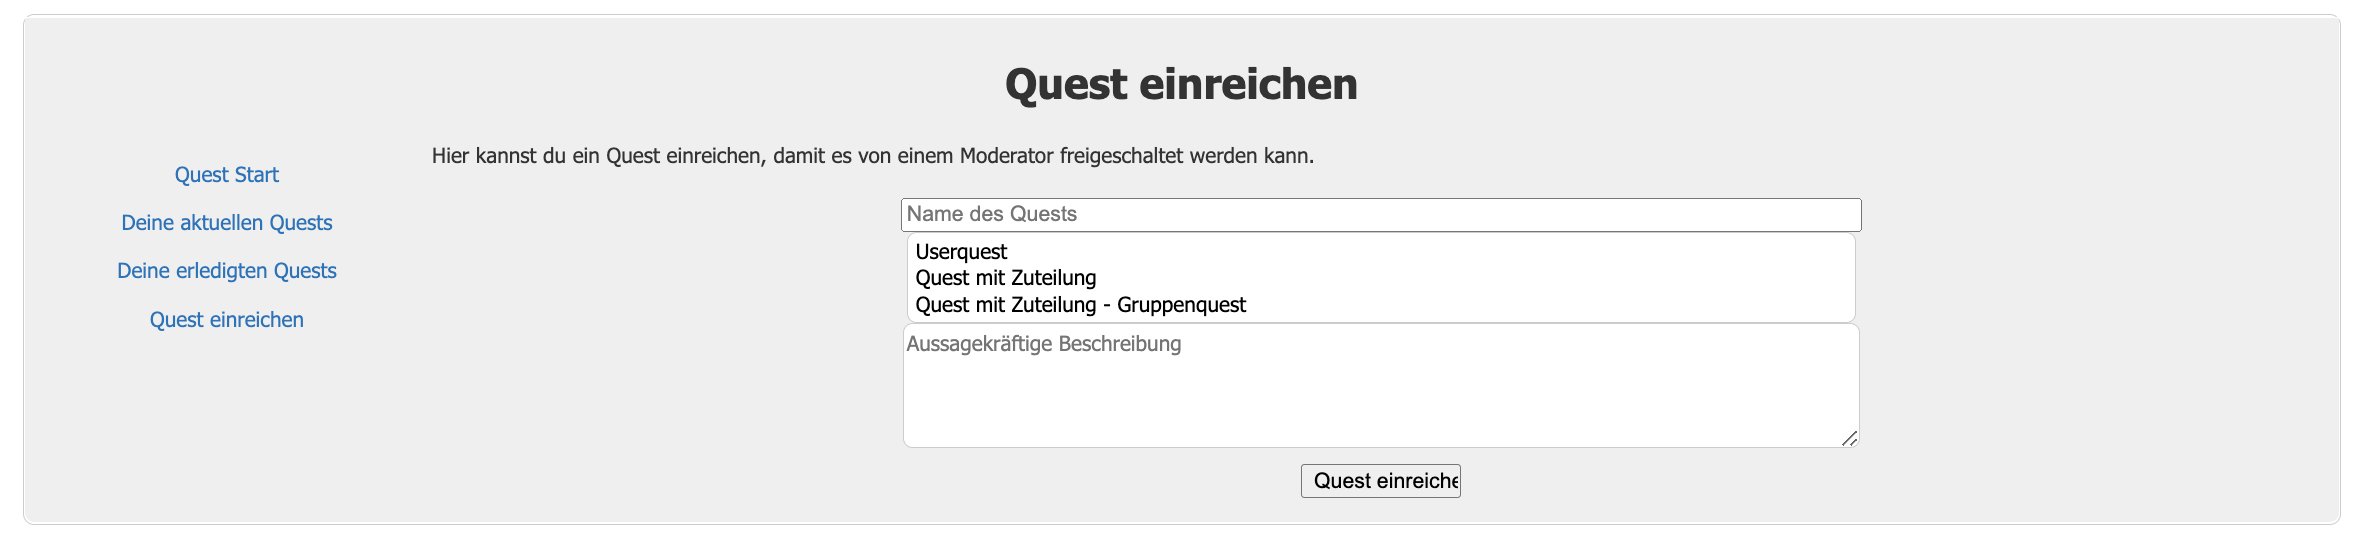 Quest einreichen
Quest Start
Deine aktuellen Quests
Deine erledigten Quests
Quest einreichen
Hier kannst du ein Quest einreichen, damit es von einem Moderator freigeschaltet werden kann.
Name des Quests
Userquest
Quest mit Zuteilung
Quest mit Zuteilung - Gruppenquest
Aussagekräftige Beschreibung
Quest einreiche